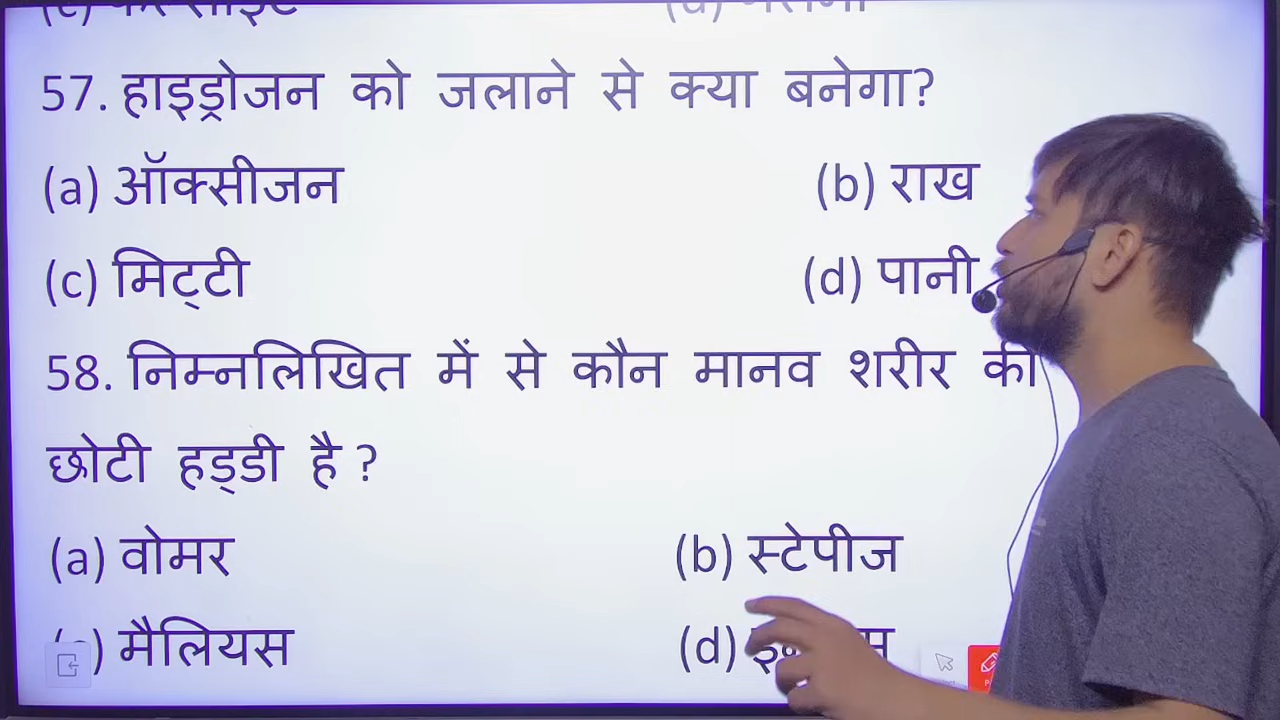 57. हाइड्रोजन को जलाने से क्या बनेगा?
(a) ऑक्सीजन (b) राख
(c) मिट्टी (d) पानी
58. निम्नलिखित में से कौन मानव शरीर की
छोटी हड्डी है ?
(a) वोमर (b) स्टेपीज
) मैलियस (d)